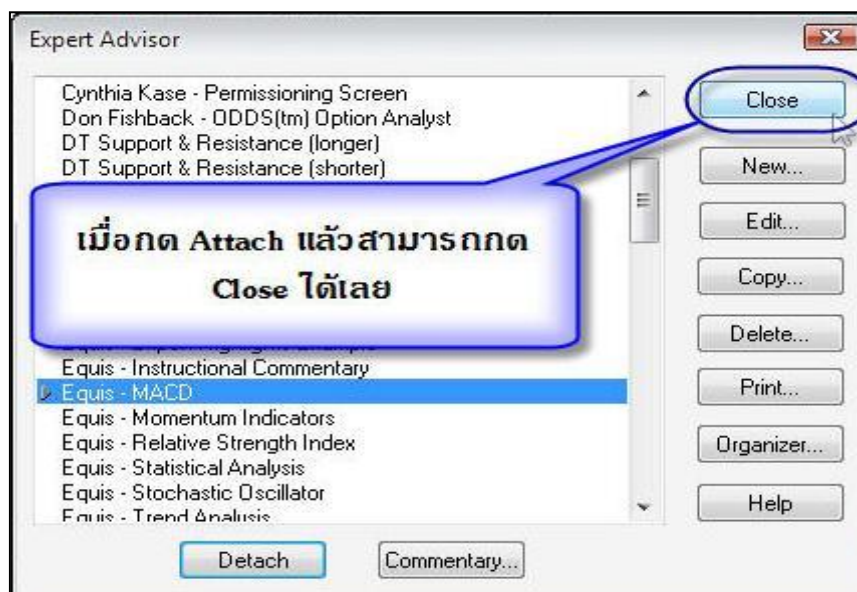 Expert Advisor
Cynthia Kase - Permissioning Screen
Don Fishback - ODDS(tm) Option Analyst
DT Support & Resistance (longer)
DT Support & Resistance (shorter)
เมื่อกด Attach แล้วสามารถกด
Close ได้เลย
Equis - Instructional Commentary
Equis - MACD
Equis - Momentum Indicators
Equis - Relative Strength Index
Equis - Statistical Analysis
Equis - Stochastic Oscillator
Equis - Trend Analysis
Close
New...
Edit...
Copy...
Delete...
Print...
Organizer...
Help
Detach
Commentary...